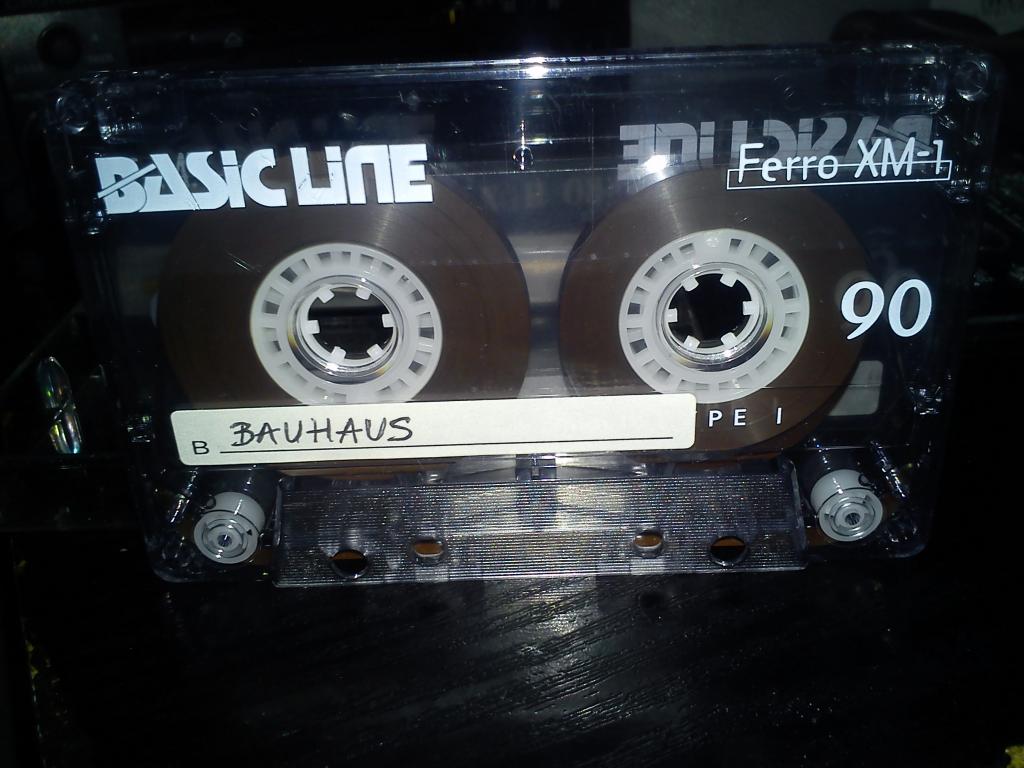 BASIC LINE
Ferro XM-1
90
PE I
B BAUHAUS